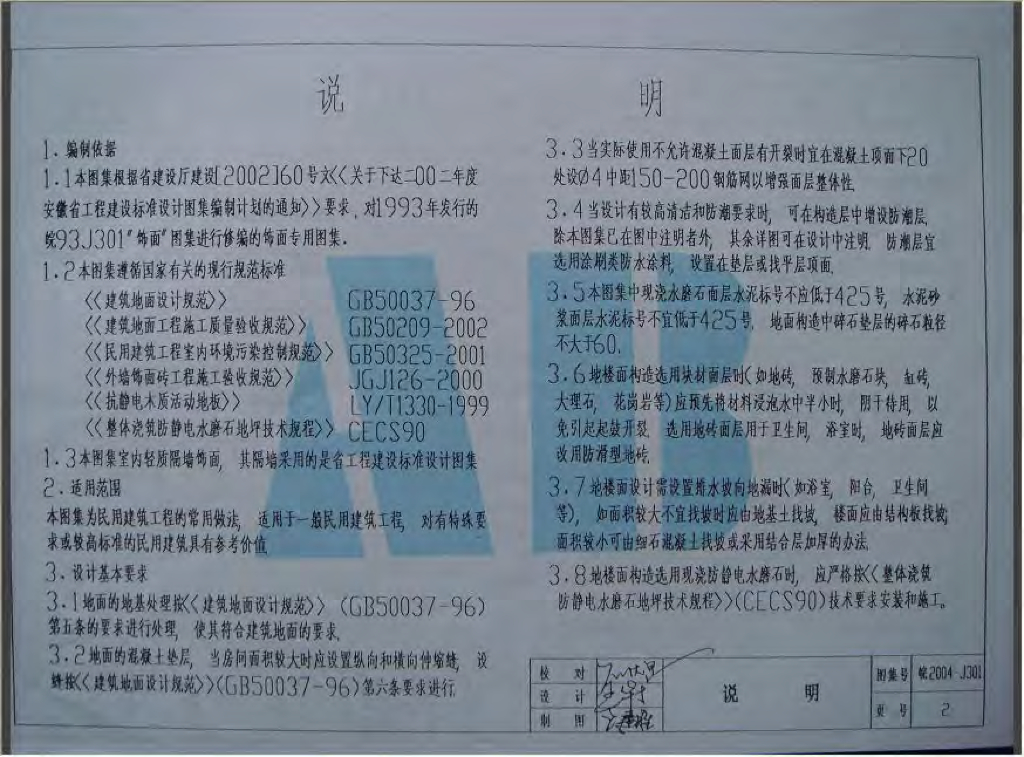 说 明
1. 编制依据
1.1本图集根据省建设厅建设[2002]60号文<<关于下达二00二年度
安徽省工程建设标准设计图集编制计划的通知>>要求,对1993年发行的
皖93J301"饰面"图集进行修编的饰面专用图集.
1.2本图集遵循国家有关的现行规范标准
<<建筑地面设计规范>> GB50037-96
<<建筑地面工程施工质量验收规范>> GB50209-2002
<<民用建筑工程室内环境污染控制规范>> GB50325-2001
<<外墙饰面砖工程施工验收规范>> JGJ126-2000
<<抗静电木质活动地板>> LY/T1330-1999
<<整体浇筑防静电水磨石地坪技术规程>> CECS90
1.3本图集室内轻质隔墙饰面,其隔墙采用的是省工程建设标准设计图集
2.适用范围
本图集为民用建筑工程的常用做法,适用于一般民用建筑工程,对有特殊要
求或较高标准的民用建筑具有参考价值.
3.设计基本要求
3.1地面的地基处理按<<建筑地面设计规范>>(GB50037-96)
第五条的要求进行处理,使其符合建筑地面的要求.
3.2地面的混凝土垫层,当房间面积较大时应设置纵向和横向伸缩缝,设
缝按<<建筑地面设计规范>>(GB50037-96)第六条要求进行.
3.3当实际使用不允许混凝土面层有开裂时宜在混凝土项面下20
处设Ø4中距150-200钢筋网以增强面层整体性.
3.4当设计有较高清洁和防潮要求时,可在构造层中增设防潮层.
除本图集已在图中注明者外,其余详图可在设计中注明.防潮层宜
选用涂刷类防水涂料,设置在垫层或找平层项面.
3.5本图集中现浇水磨石面层水泥标号不应低于425号,水泥砂
浆面层水泥标号不宜低于425号.地面构造中碎石垫层的碎石粒径
不大于60.
3.6地楼面构造选用块材面层时(如地砖,预制水磨石块,缸砖,
大理石,花岗岩等)应预先将材料浸泡水中半小时,阴干待用,以
免引起起鼓开裂.选用地砖面层用于卫生间,浴室时,地砖面层应
改用防滑型地砖.
3.7地楼面设计需设置排水坡向地漏时(如浴室,阳台,卫生间
等),如面积较大不宜找坡时应由地基土找坡,楼面应由结构板找坡;
面积较小可由细石混凝土找坡或采用结合层加厚的办法.
3.8地楼面构造选用现浇防静电水磨石时,应严格按<<整体浇筑
防静电水磨石地坪技术规程>>(CECS90)技术要求安装和施工。
校 对
设 计
制 图
说 明
图集号 皖2004-J301
页 号 2